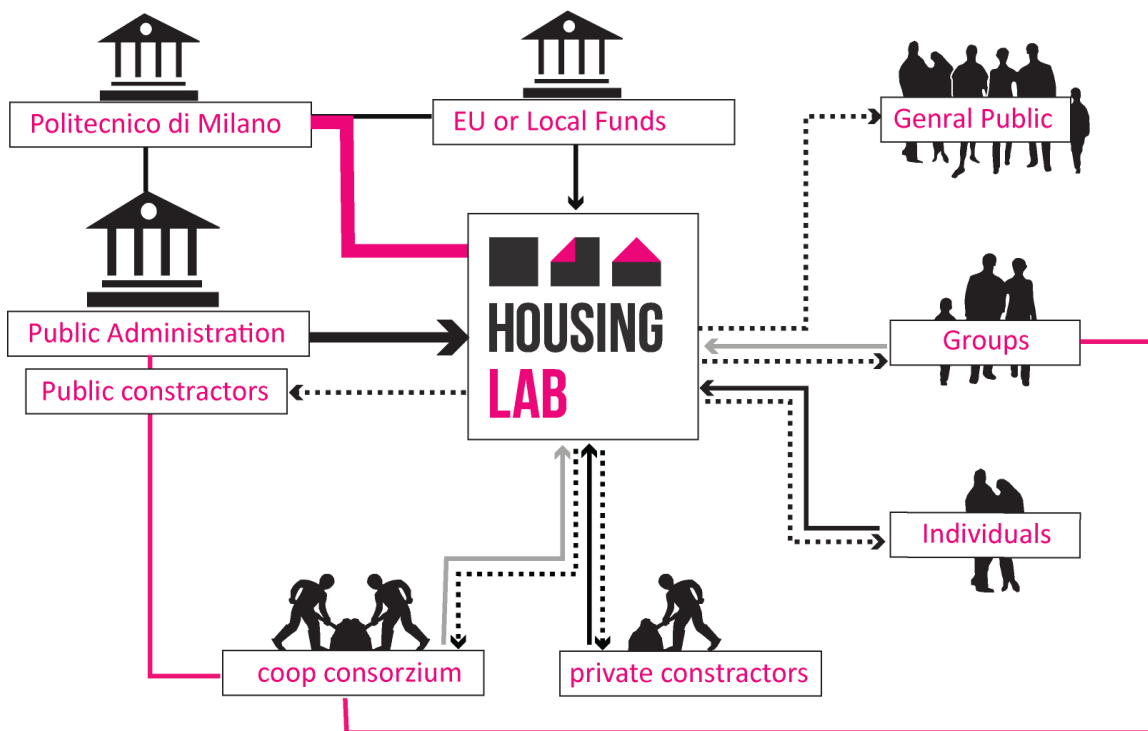 Politecnico di Milano
EU or Local Funds
Genral Public
Public Administration
Public constractors
HOUSING
LAB
Groups
Individuals
coop consorzium
private constractors